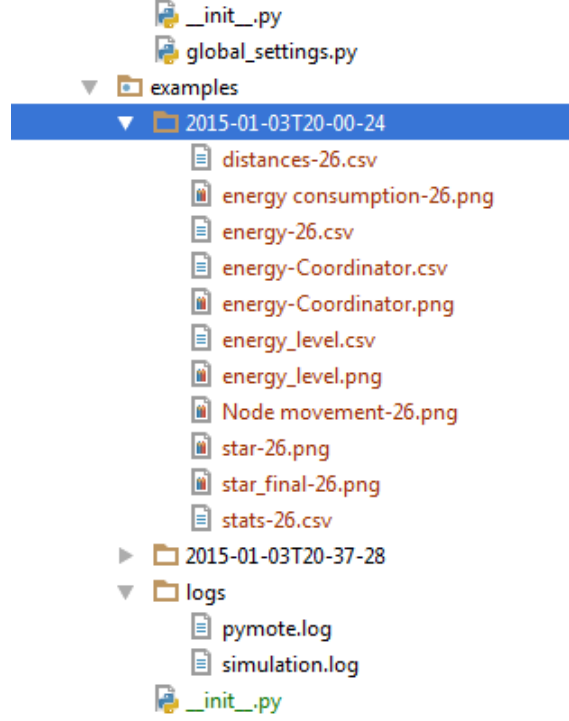 __init__.py
global_settings.py
examples
2015-01-03T20-00-24
distances-26.csv
energy consumption-26.png
energy-26.csv
energy-Coordinator.csv
energy-Coordinator.png
energy_level.csv
energy_level.png
Node movement-26.png
star-26.png
star_final-26.png
stats-26.csv
2015-01-03T20-37-28
logs
pymote.log
simulation.log
__init__.py